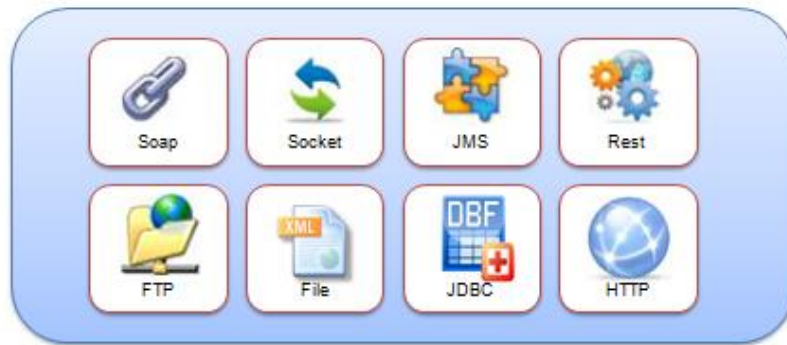 Soap
Socket
JMS
Rest
XML
DBF
FTP
File
JDBC
HTTP